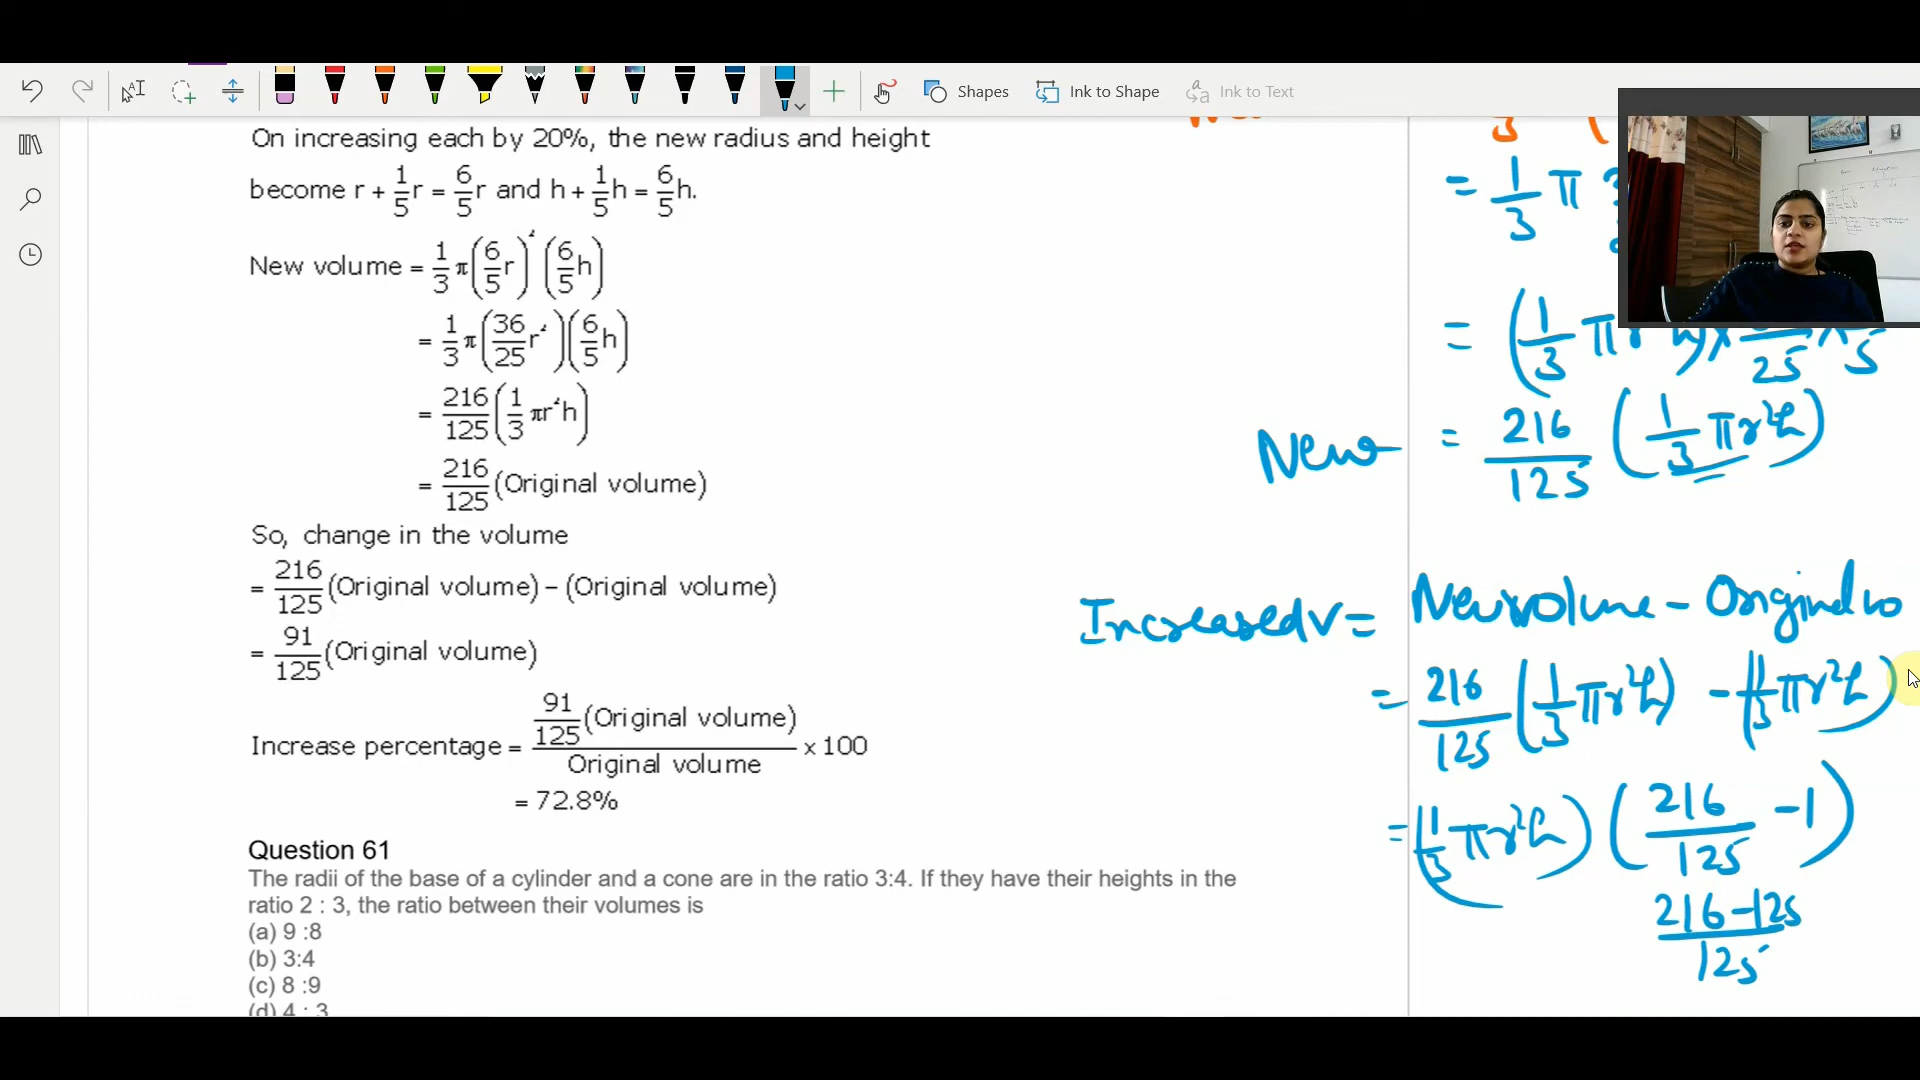 Shapes
Ink to Shape
Ink to Text
On increasing each by 20%, the new radius and height
become r + 1/5 r = 6/5 r and h + 1/5 h = 6/5 h.
New volume = 1/3 π (6/5 r)² (6/5 h)
= 1/3 π (36/25 r²) (6/5 h)
= 216/125 (1/3 πr²h)
= 216/125 (Original volume)
So, change in the volume
= 216/125 (Original volume) – (Original volume)
= 91/125 (Original volume)
Increase percentage = 91/125 (Original volume) / Original volume x 100
= 72.8%
Question 61
The radii of the base of a cylinder and a cone are in the ratio 3:4. If they have their heights in the
ratio 2 : 3, the ratio between their volumes is
(a) 9 :8
(b) 3:4
(c) 8 :9
(d) 4 : 3
= 1/3 π
New = 216/125 (1/3 πr²h)
Increased V = New volume - Original vo
= 216/125 (1/3 πr²h) - (1/3 πr²h)
= (1/3 πr²h) (216/125 - 1)
216-125
125